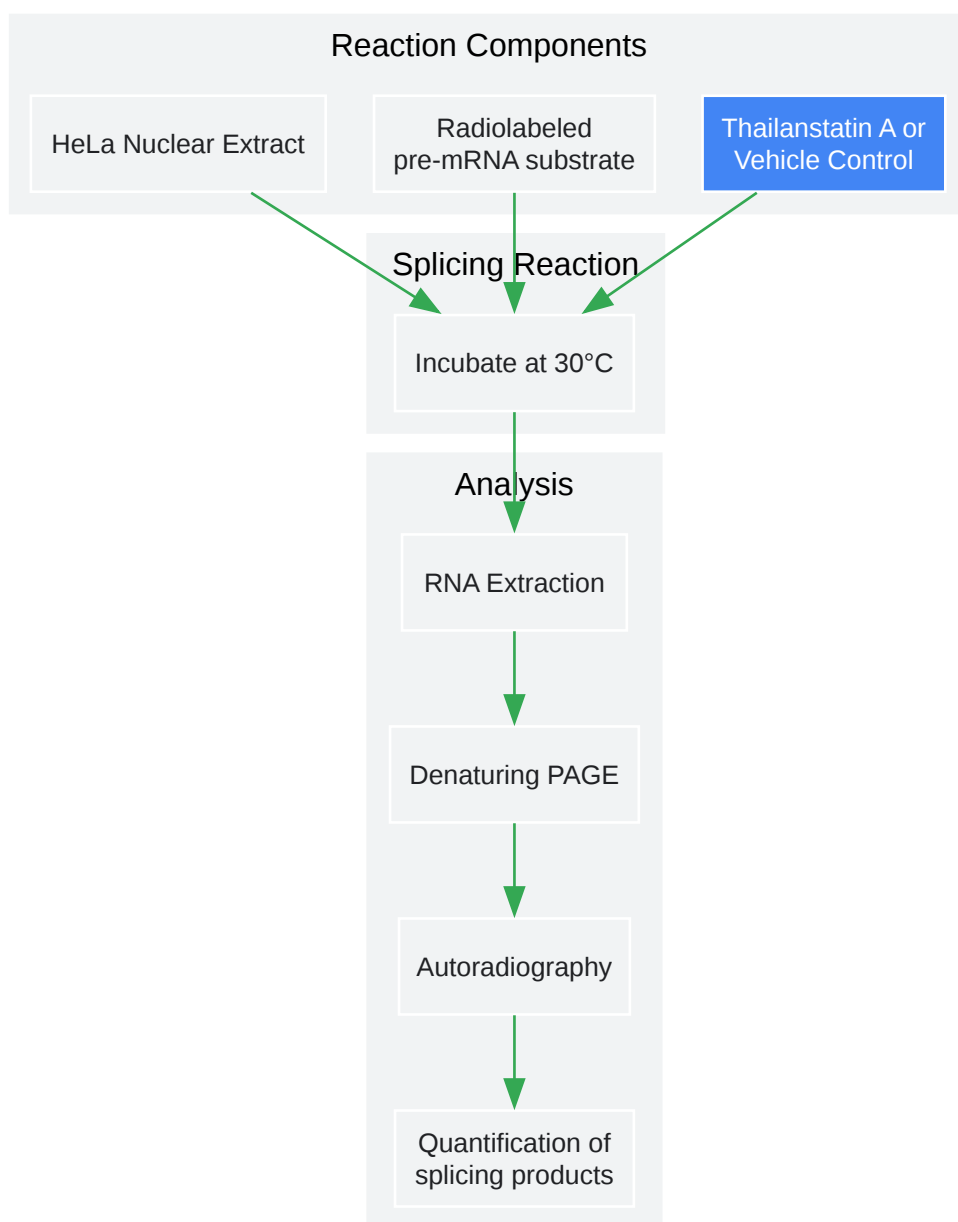 Reaction Components
HeLa Nuclear Extract
Radiolabeled
pre-mRNA substrate
Thailanstatin A or
Vehicle Control
Splicing Reaction
Incubate at 30°C
Analysis
RNA Extraction
Denaturing PAGE
Autoradiography
Quantification of
splicing products